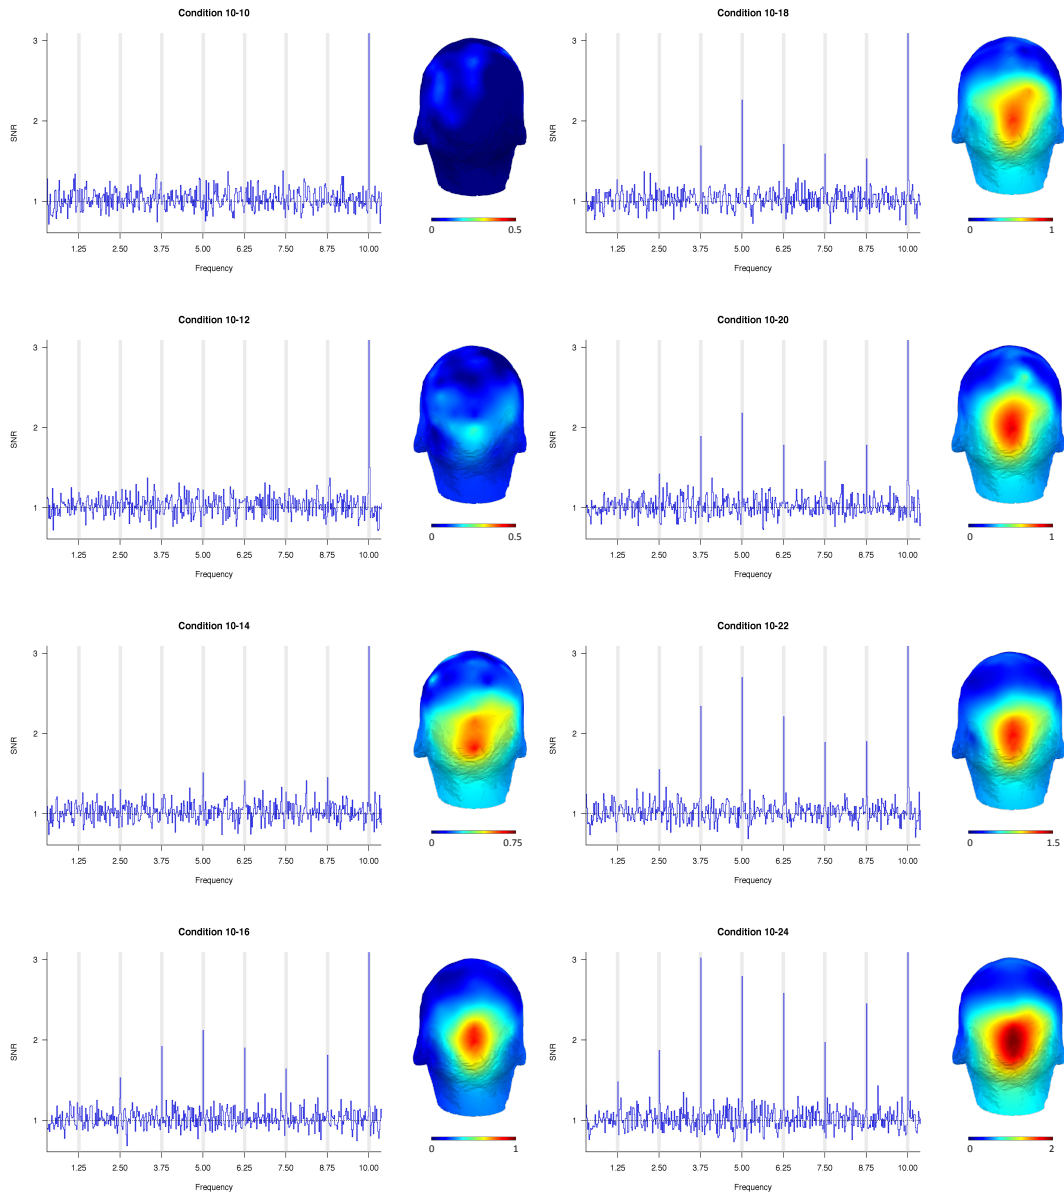 Condition 10-10
3
2
1
SNR
1.25 2.50 3.75 5.00 6.25 7.50 8.75 10.00
Frequency
0 0.5
Condition 10-18
3
2
1
SNR
1.25 2.50 3.75 5.00 6.25 7.50 8.75 10.00
Frequency
0 1
Condition 10-12
3
2
1
SNR
1.25 2.50 3.75 5.00 6.25 7.50 8.75 10.00
Frequency
0 0.5
Condition 10-20
3
2
1
SNR
1.25 2.50 3.75 5.00 6.25 7.50 8.75 10.00
Frequency
0 1
Condition 10-14
3
2
1
SNR
1.25 2.50 3.75 5.00 6.25 7.50 8.75 10.00
Frequency
0 0.75
Condition 10-22
3
2
1
SNR
1.25 2.50 3.75 5.00 6.25 7.50 8.75 10.00
Frequency
0 1.5
Condition 10-16
3
2
1
SNR
1.25 2.50 3.75 5.00 6.25 7.50 8.75 10.00
Frequency
0 1
Condition 10-24
3
2
1
SNR
1.25 2.50 3.75 5.00 6.25 7.50 8.75 10.00
Frequency
0 2